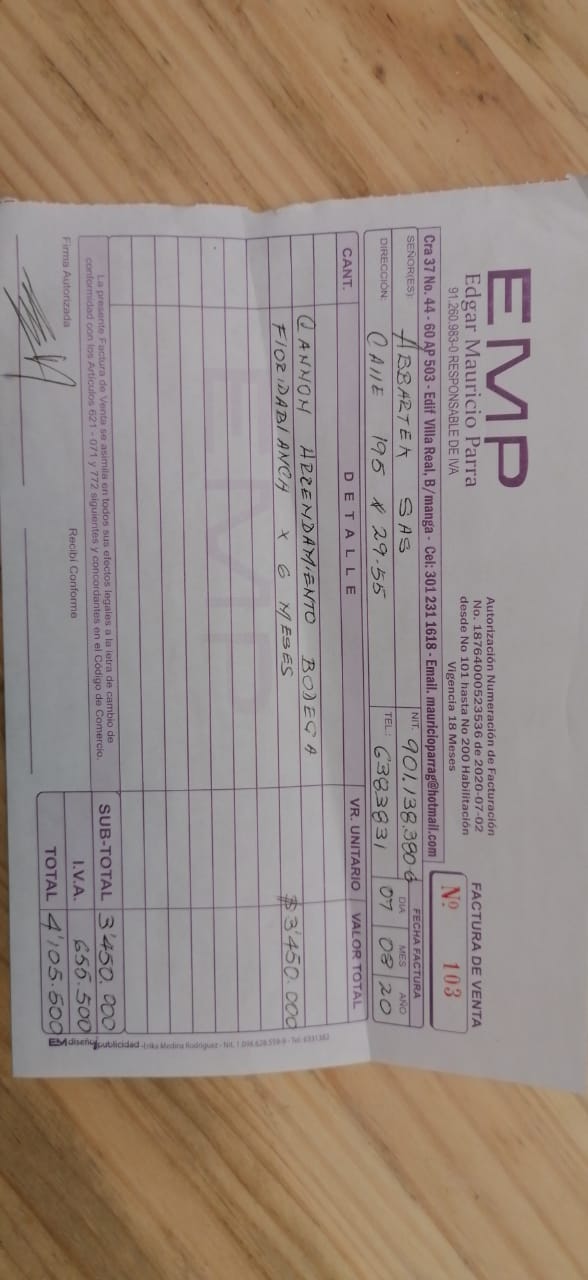 EMP
Edgar Mauricio Parra
91.260.983-0 RESPONSABLE DE IVA
Autorización Numeración de Facturación
No. 18764000523536 de 2020-07-02
desde No 101 hasta No 200 Habilitación
Vigencia 18 Meses
FACTURA DE VENTA
Nº 103
Cra 37 No. 44 - 60 AP 503 - Edif Villa Real, B/manga - Cel: 301 231 1618 - Email. mauricioparrag@hotmail.com
SEÑOR(ES): ABBARTEK SAS
NIT. 901.138.380-6
DIRECCIÓN: CAllE 195 # 29-55
TEL.: 6383831
FECHA FACTURA
DIA MES AÑO
07 08 20
CANT. DETALLE VR. UNITARIO VALOR TOTAL
CANNON ARRENDAMIENTO BODEGA
FlORIDABlANCA x 6 MESES $3'450.000
EMP
La presente Factura de Venta se asimila en todos sus efectos legales a la letra de cambio de
conformidad con los Artículos 621 - 071 y 772 siguientes y concordantes en el Código de Comercio.
SUB-TOTAL 3'450.000
I.V.A. 655.500
TOTAL 4'105.500
Firma Autorizada
Recibí Conforme